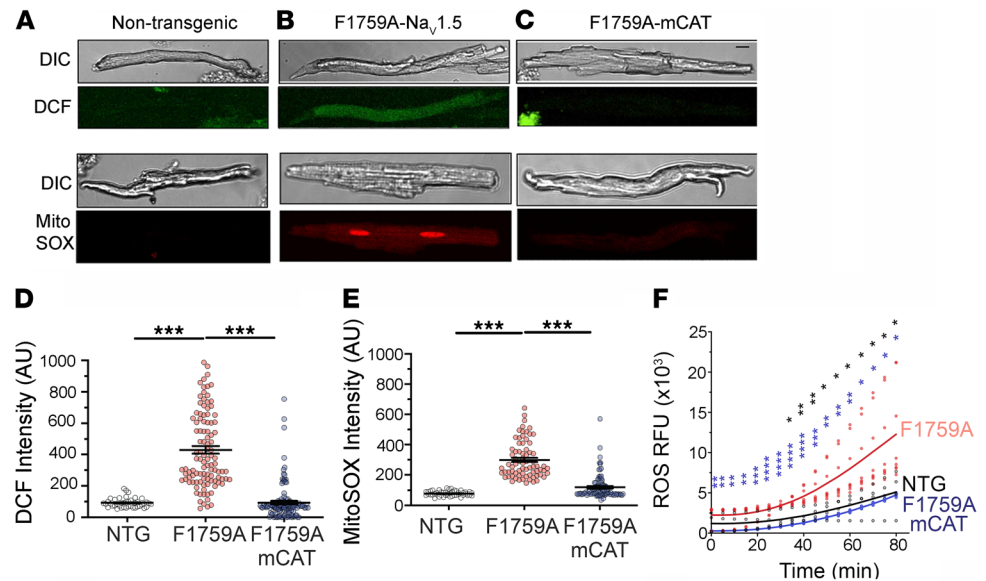 A
Non-transgenic
B
F1759A-NaV1.5
C
F1759A-mCAT
DIC
DCF
DIC
Mito
SOX
D
DCF Intensity (AU)
1000
800
600
400
200
0
***
***
NTG
F1759A
F1759A
mCAT
E
MitoSOX Intensity (AU)
1000
800
600
400
200
0
***
***
NTG
F1759A
F1759A
mCAT
F
ROS RFU (x10³)
25
20
15
10
5
0
F1759A
NTG
F1759A
mCAT
0
20
40
60
80
Time (min)